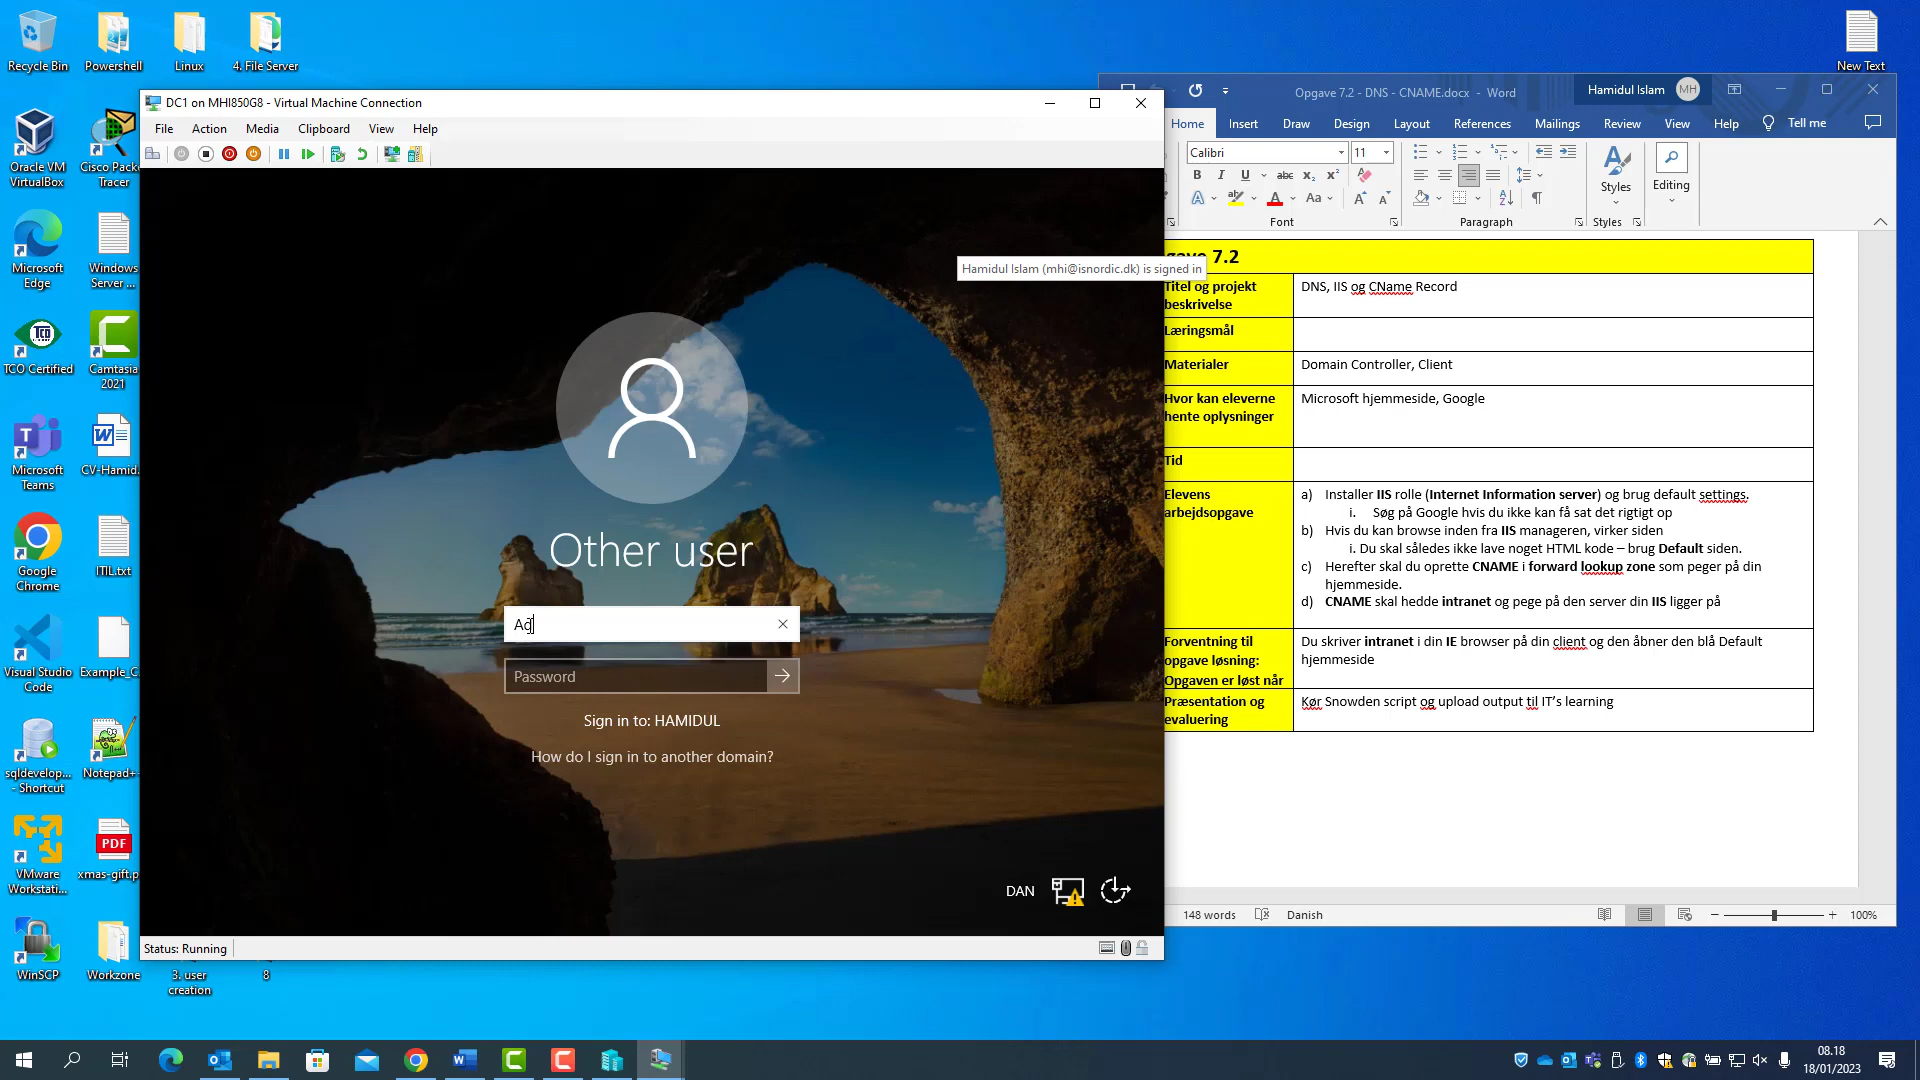 Recycle Bin
Powershell
Linux
4. File Server
New Text
Oracle VM
VirtualBox
Cisco Packe
Tracer
Microsoft
Edge
Windows
Server ...
TCO Certified
Camtasia
2021
Microsoft
Teams
CV-Hamid.
Google
Chrome
ITIL.txt
Visual Studio
Code
Example_C.
sqldevelop...
- Shortcut
Notepad+
VMware
Workstati...
PDF
xmas-gift.p
WinSCP
Workzone
3. user
creation
8
DC1 on MHI850G8 - Virtual Machine Connection
File Action Media Clipboard View Help
Other user
Ad
Password
Sign in to: HAMIDUL
How do I sign in to another domain?
DAN
Status: Running
Hamidul Islam (mhi@isnordic.dk) is signed in
Opgave 7.2 - DNS - CNAME.docx - Word
Hamidul Islam MH
Home Insert Draw Design Layout References Mailings Review View Help Tell me
Calibri 11
Styles
Editing
Font
Paragraph
Styles
gave 7.2
Titel og projekt
beskrivelse
DNS, IIS og CName Record
Læringsmål
Materialer
Domain Controller, Client
Hvor kan eleverne
hente oplysninger
Microsoft hjemmeside, Google
Tid
Elevens
arbejdsopgave
a) Installer IIS rolle (Internet Information server) og brug default settings.
i. Søg på Google hvis du ikke kan få sat det rigtigt op
b) Hvis du kan browse inden fra IIS manageren, virker siden
i. Du skal således ikke lave noget HTML kode – brug Default siden.
c) Herefter skal du oprette CNAME i forward lookup zone som peger på din
hjemmeside.
d) CNAME skal hedde intranet og pege på den server din IIS ligger på
Forventning til
opgave løsning:
Opgaven er løst når
Du skriver intranet i din IE browser på din client og den åbner den blå Default
hjemmeside
Præsentation og
evaluering
Kør Snowden script og upload output til IT’s learning
148 words
Danish
100%
08.18
18/01/2023